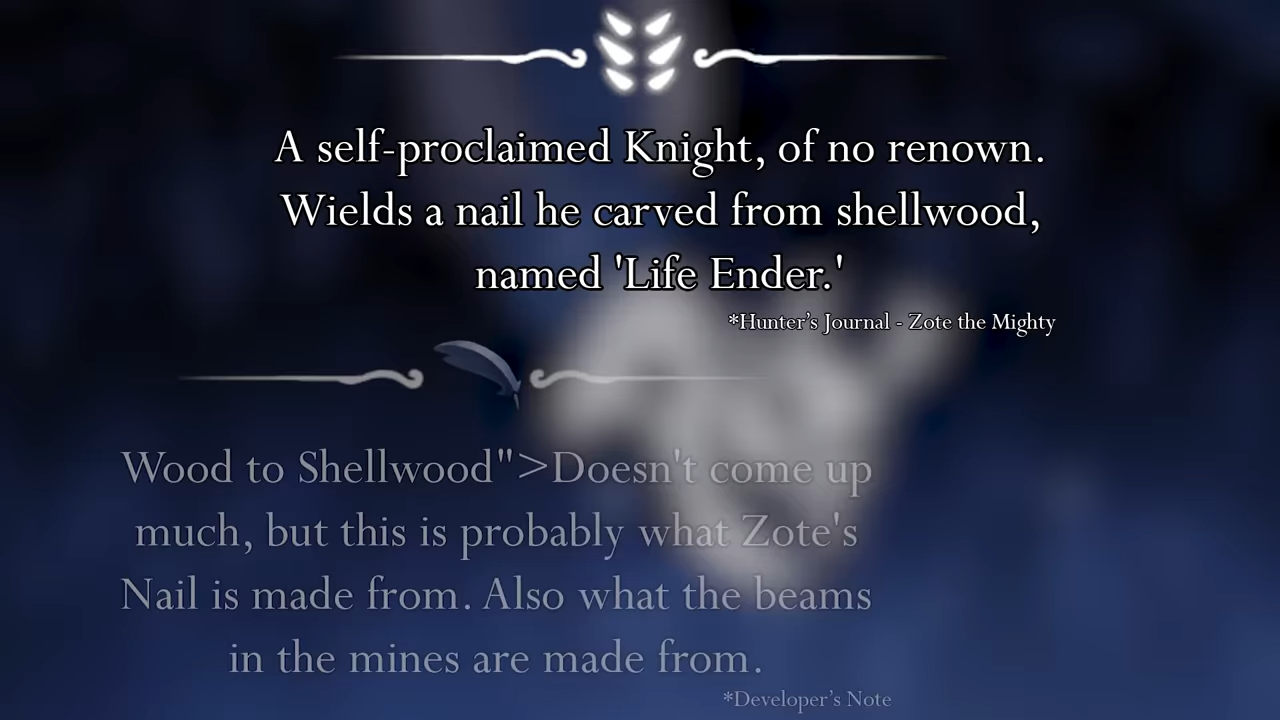 A self-proclaimed Knight, of no renown.
Wields a nail he carved from shellwood,
named 'Life Ender.'
*Hunter's Journal - Zote the Mighty
Wood to Shellwood">Doesn't come up
much, but this is probably what Zote's
Nail is made from. Also what the beams
in the mines are made from.
*Developer's Note